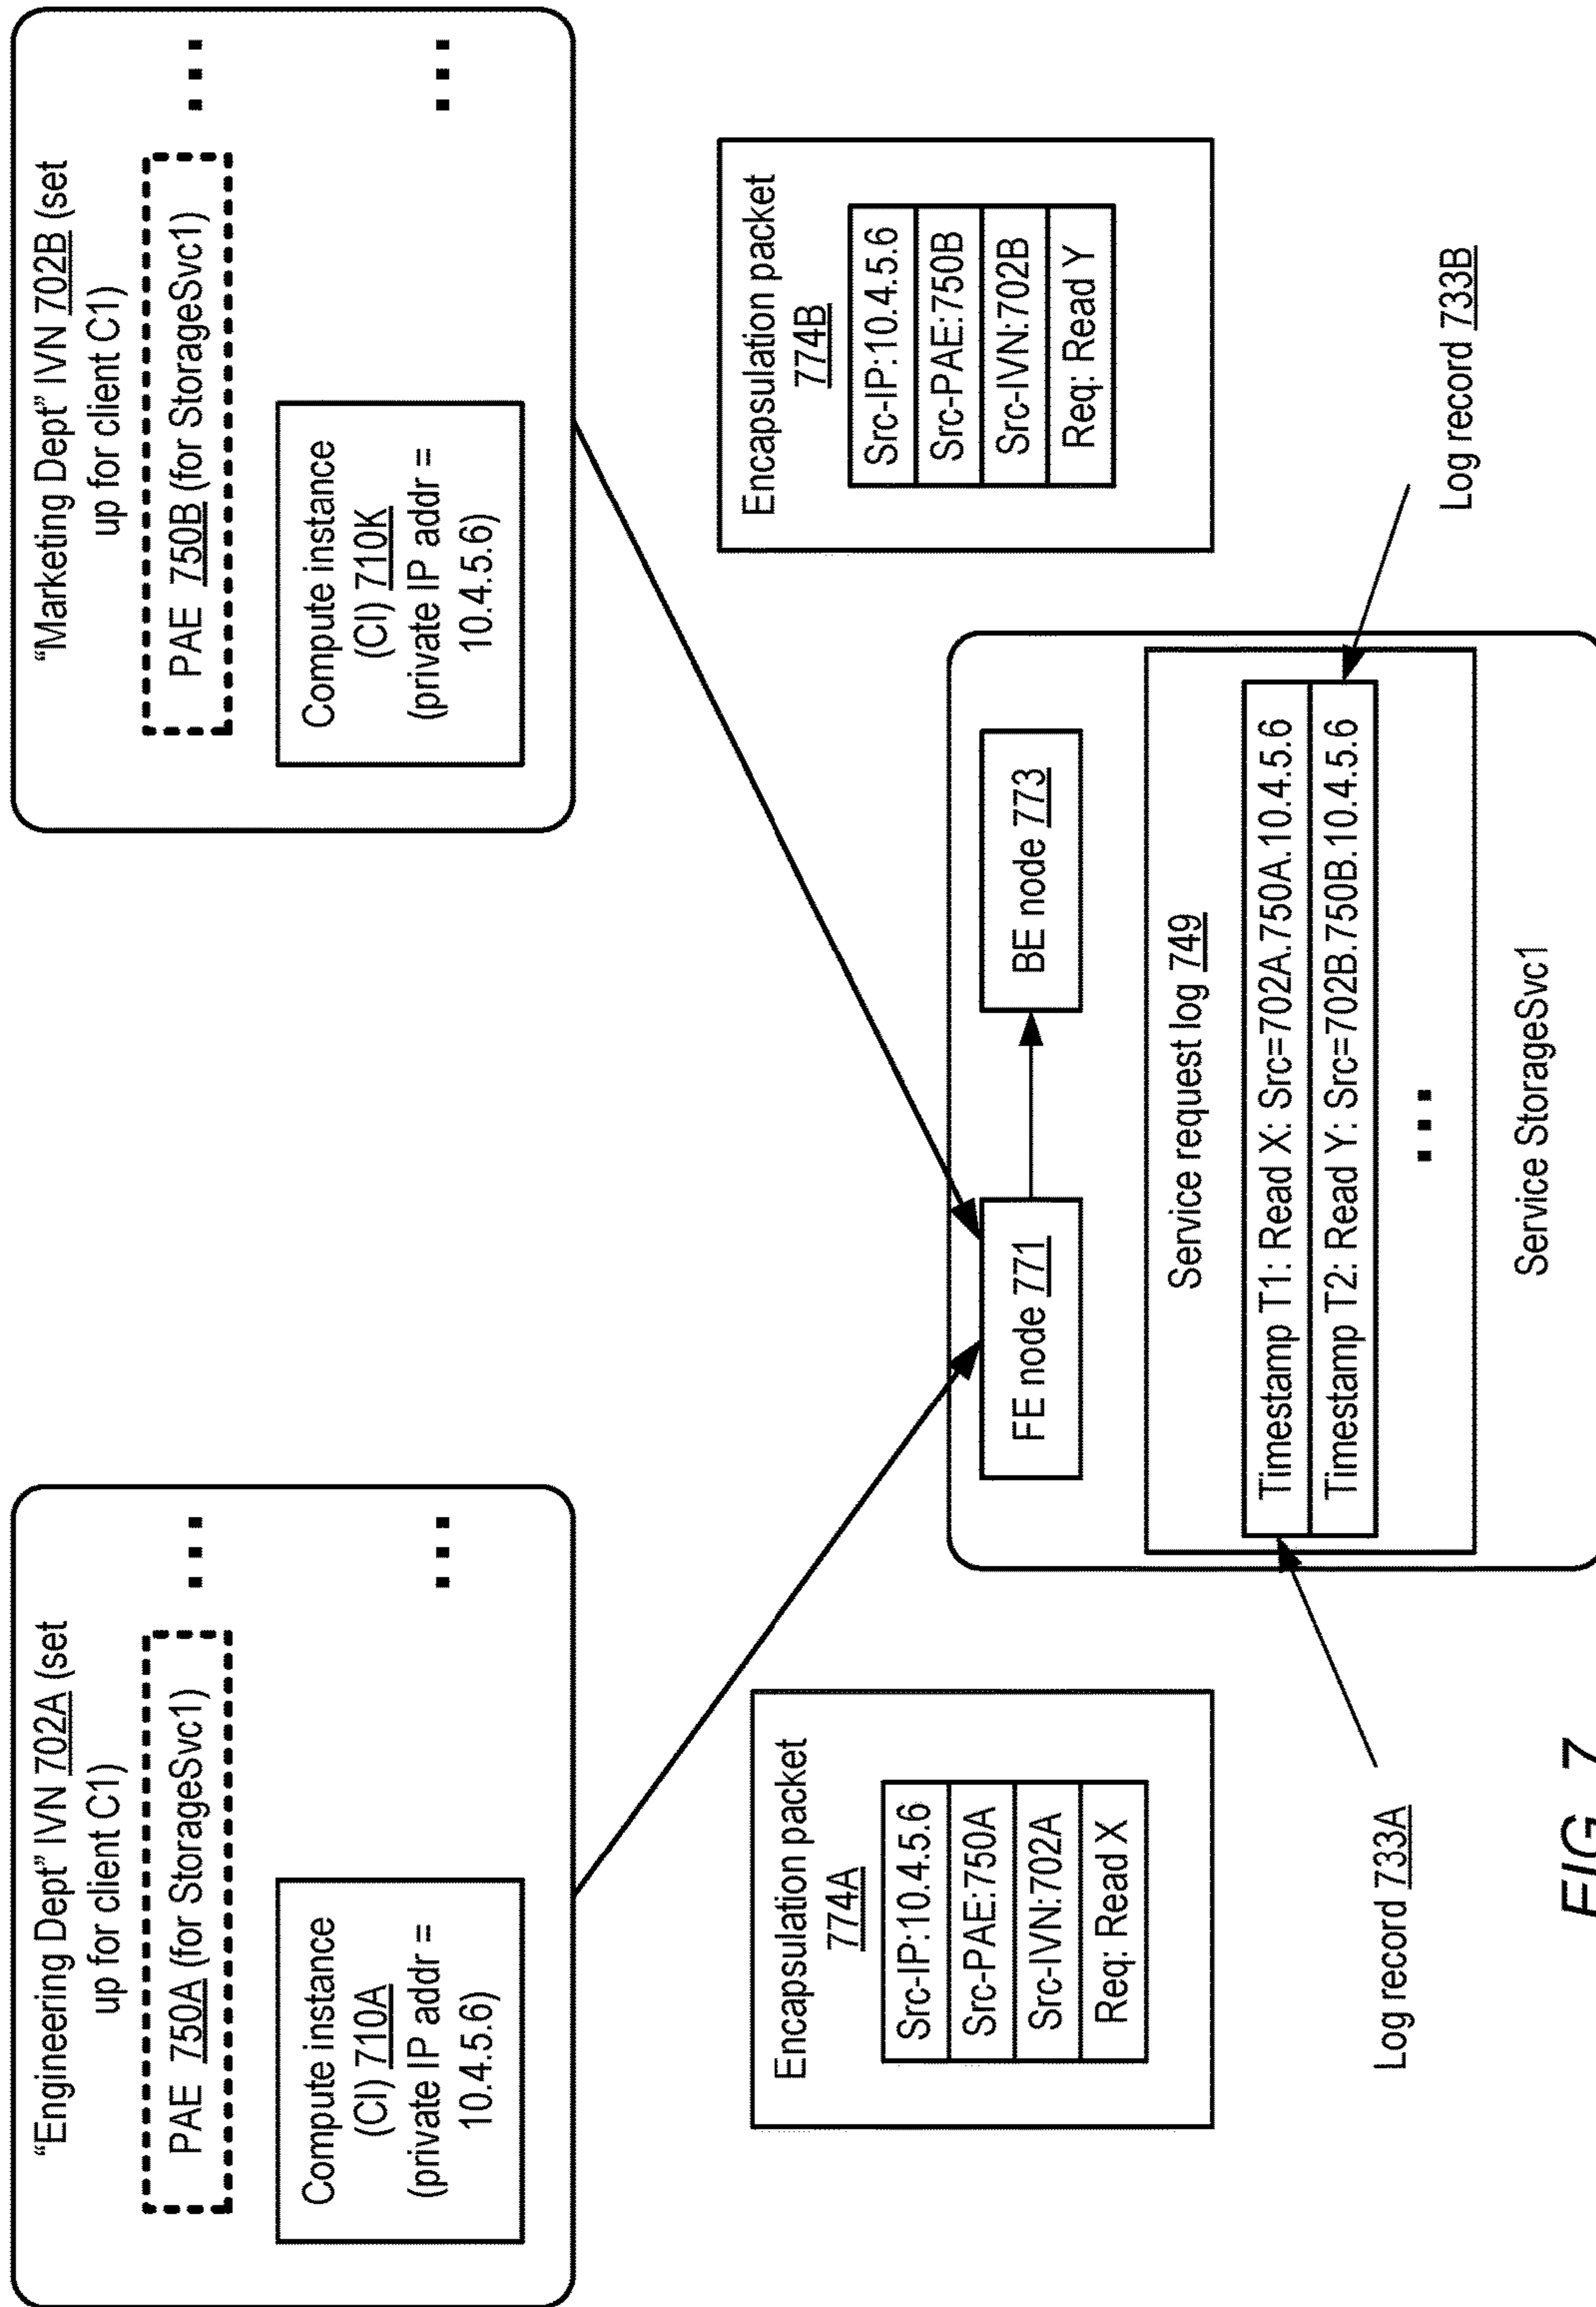 “Engineering Dept” IVN 702A (set
up for client C1)
PAE 750A (for StorageSvc1)
...
Compute instance
(CI) 710A
(private IP addr =
10.4.5.6)
...
“Marketing Dept” IVN 702B (set
up for client C1)
PAE 750B (for StorageSvc1)
...
Compute instance
(CI) 710K
(private IP addr =
10.4.5.6)
...
Encapsulation packet
774A
Src-IP:10.4.5.6
Src-PAE:750A
Src-IVN:702A
Req: Read X
FE node 771
BE node 773
Encapsulation packet
774B
Src-IP:10.4.5.6
Src-PAE:750B
Src-IVN:702B
Req: Read Y
Service request log 749
Timestamp T1: Read X: Src=702A.750A.10.4.5.6
Timestamp T2: Read Y: Src=702B.750B.10.4.5.6
...
Log record 733A
Log record 733B
Service StorageSvc1
FIG. 7